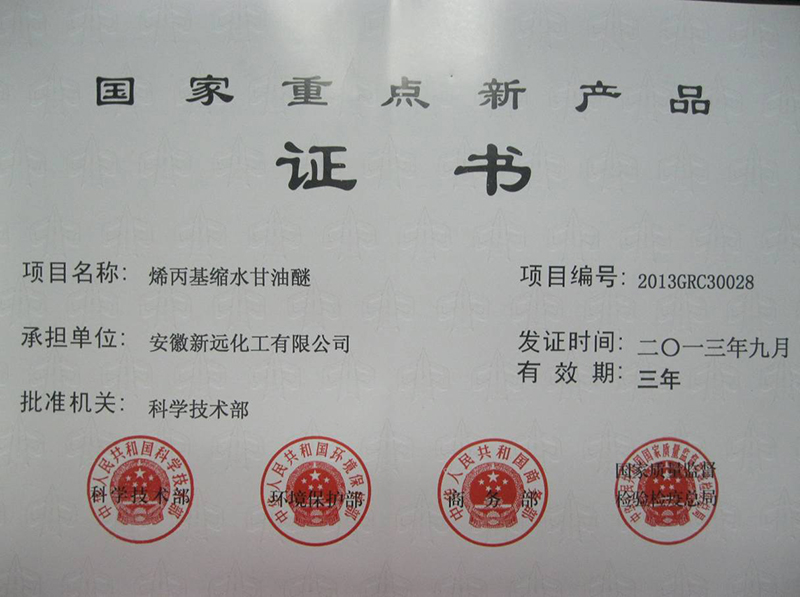 国家重点新产品
证书
项目名称：烯丙基缩水甘油醚
项目编号：2013GRC30028
承担单位：安徽新远化工有限公司
发证时间：二〇一三年九月
有效期：三年
批准机关：科学技术部
中华人民共和国科学技术部
科学技术部
中华人民共和国环境保护部
环境保护部
中华人民共和国商务部
商务部
国家质量监督
检验检疫总局